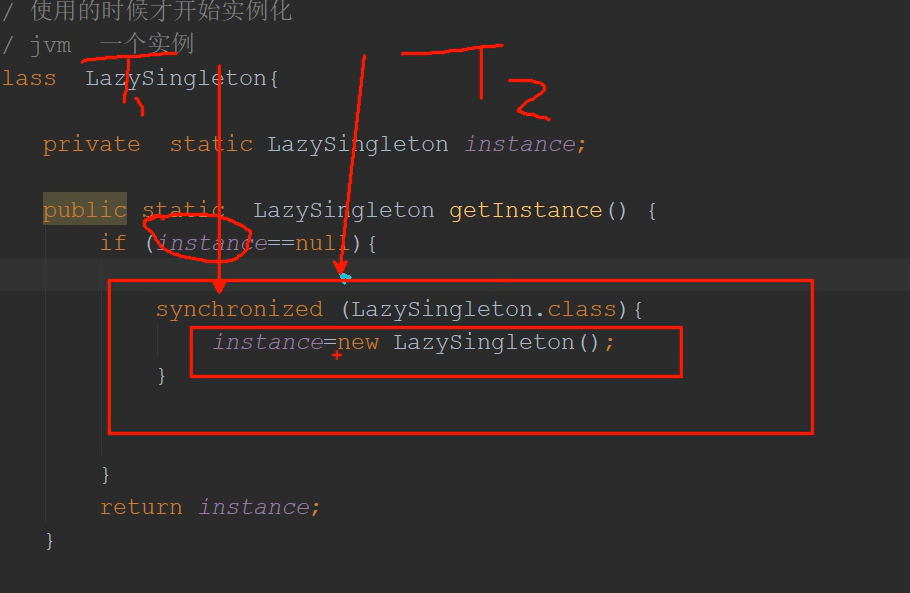 / 使用的时候才开始实例化
/ jvm 一个实例
T1 T2
lass LazySingleton{
private static LazySingleton instance;
public static LazySingleton getInstance() {
if (instance==null){
synchronized (LazySingleton.class){
instance=new LazySingleton();
}
}
return instance;
}